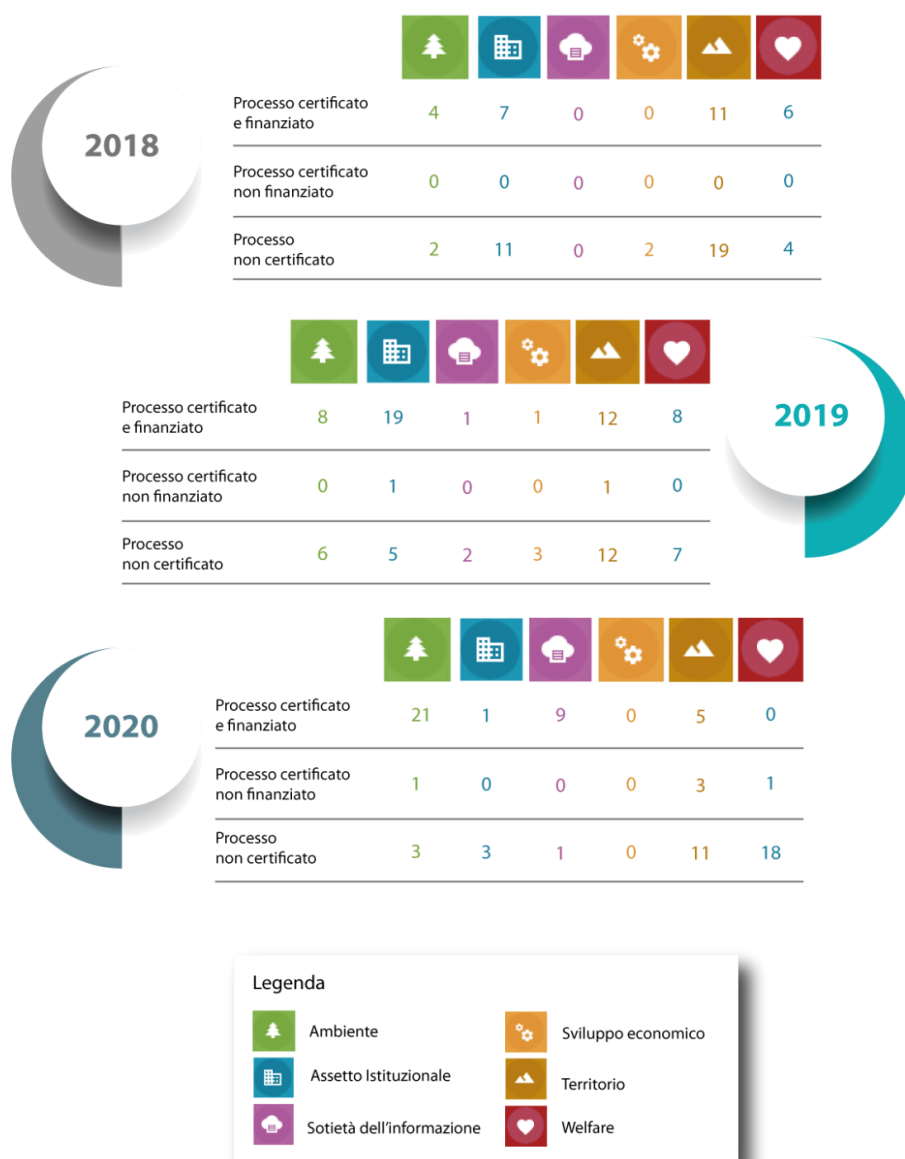 2018
Processo certificato
e finanziato
4 7 0 0 11 6
Processo certificato
non finanziato
0 0 0 0 0 0
Processo
non certificato
2 11 0 2 19 4
2019
Processo certificato
e finanziato
8 19 1 1 12 8
Processo certificato
non finanziato
0 1 0 0 1 0
Processo
non certificato
6 5 2 3 12 7
2020
Processo certificato
e finanziato
21 1 9 0 5 0
Processo certificato
non finanziato
1 0 0 0 3 1
Processo
non certificato
3 3 1 0 11 18
Legenda
Ambiente
Assetto Istituzionale
Sotietà dell'informazione
Sviluppo economico
Territorio
Welfare